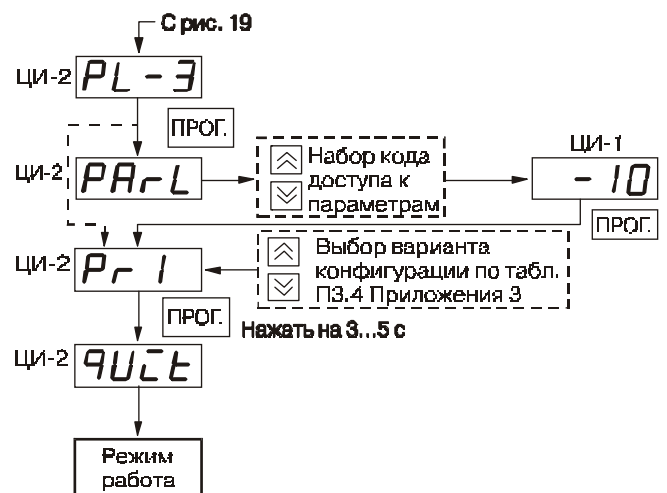 С рис. 19
ЦИ-2 PL-3
ПРОГ.
ЦИ-1
ЦИ-2 PArL
Набор кода
доступа к
параметрам
-10
ПРОГ.
ЦИ-2 Pr 1
Выбор варианта
конфигурации по табл.
П3.4 Приложения 3
ПРОГ.
Нажать на 3...5 с
ЦИ-2 quit
Режим
работа